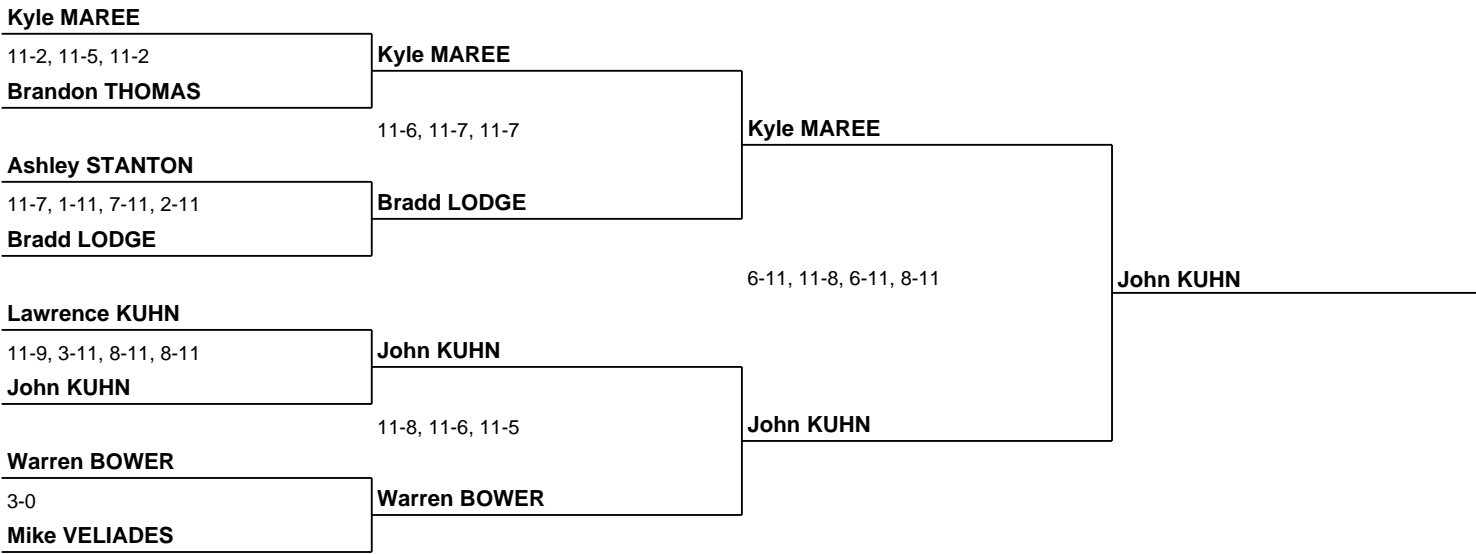 Kyle MAREE
11-2, 11-5, 11-2
Kyle MAREE
Brandon THOMAS
11-6, 11-7, 11-7
Kyle MAREE
Ashley STANTON
11-7, 1-11, 7-11, 2-11
Bradd LODGE
Bradd LODGE
6-11, 11-8, 6-11, 8-11
John KUHN
Lawrence KUHN
11-9, 3-11, 8-11, 8-11
John KUHN
John KUHN
11-8, 11-6, 11-5
John KUHN
Warren BOWER
3-0
Warren BOWER
Mike VELIADES